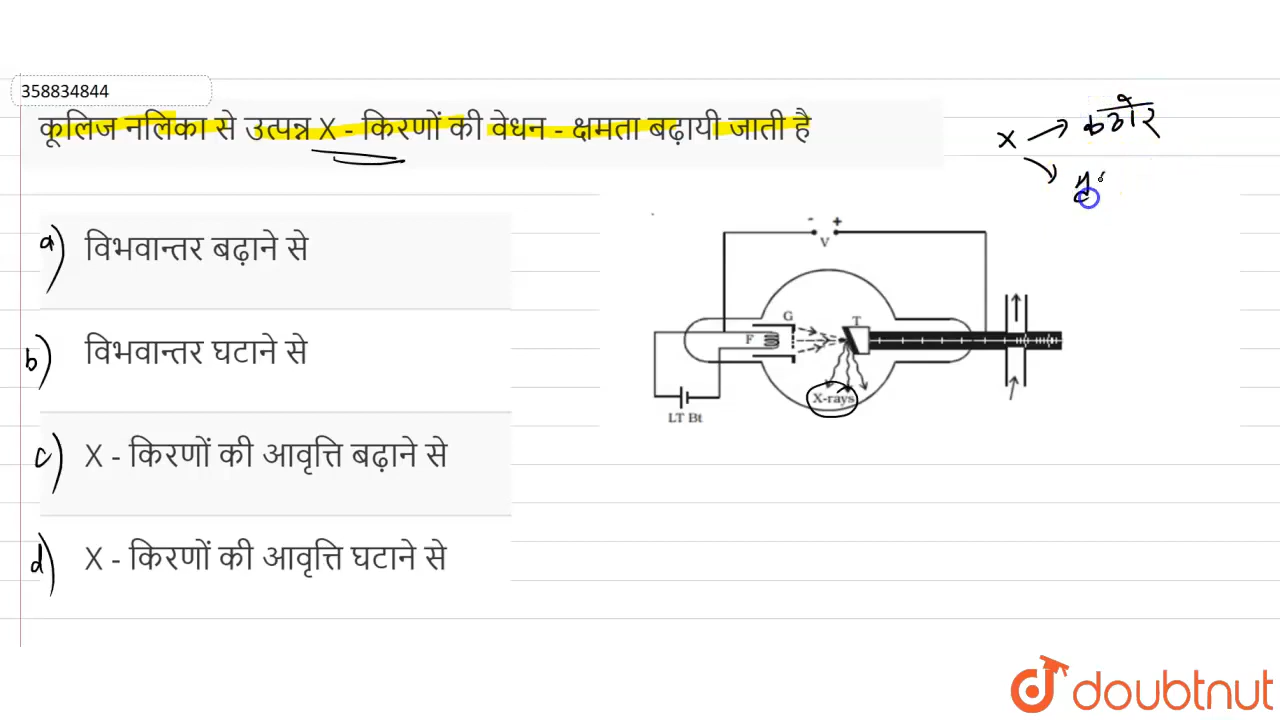 358834844
कूलिज नलिका से उत्पन्न X - किरणों की वेधन - क्षमता बढ़ायी जाती है
a) विभवान्तर बढ़ाने से
b) विभवान्तर घटाने से
c) X - किरणों की आवृत्ति बढ़ाने से
d) X - किरणों की आवृत्ति घटाने से
X
- +
V
G
T
F
X-rays
LT Bt
doubtnut